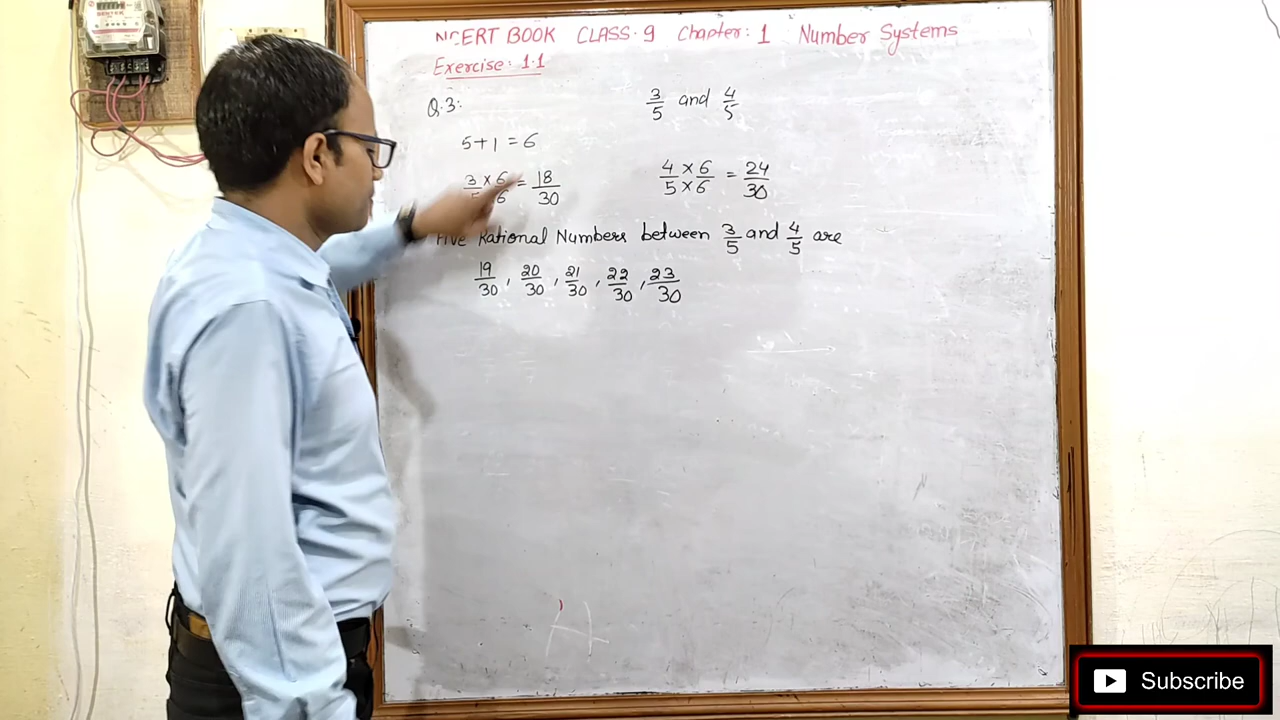 NCERT BOOK CLASS-9 Chapter: 1 Number Systems
Exercise: 1.1
Q.3: 3/5 and 4/5
5+1 = 6
3 × 6 / 6 = 18/30 4×6/5×6 = 24/30
Five Rational Numbers between 3/5 and 4/5 are
19/30, 20/30, 21/30, 22/30, 23/30
Subscribe